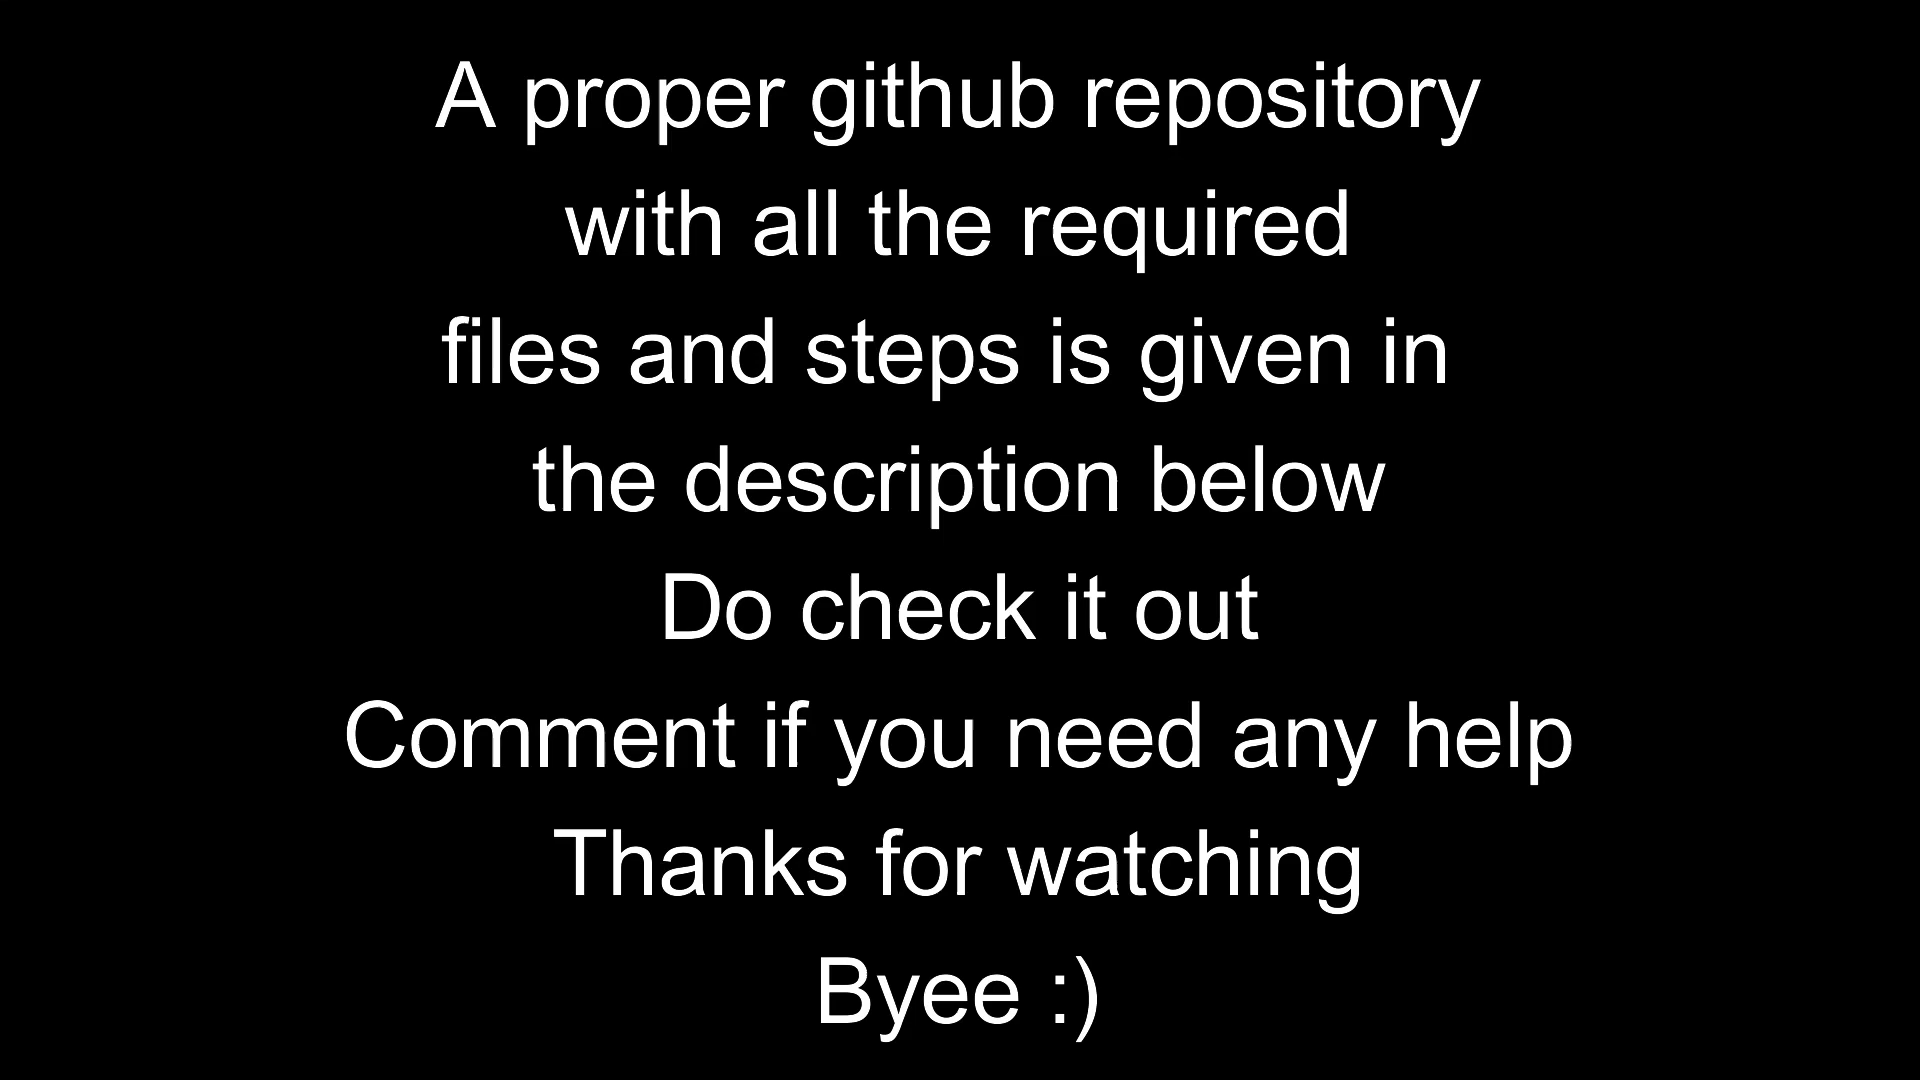 A proper github repository
with all the required
files and steps is given in
the description below
Do check it out
Comment if you need any help
Thanks for watching
Byee :)